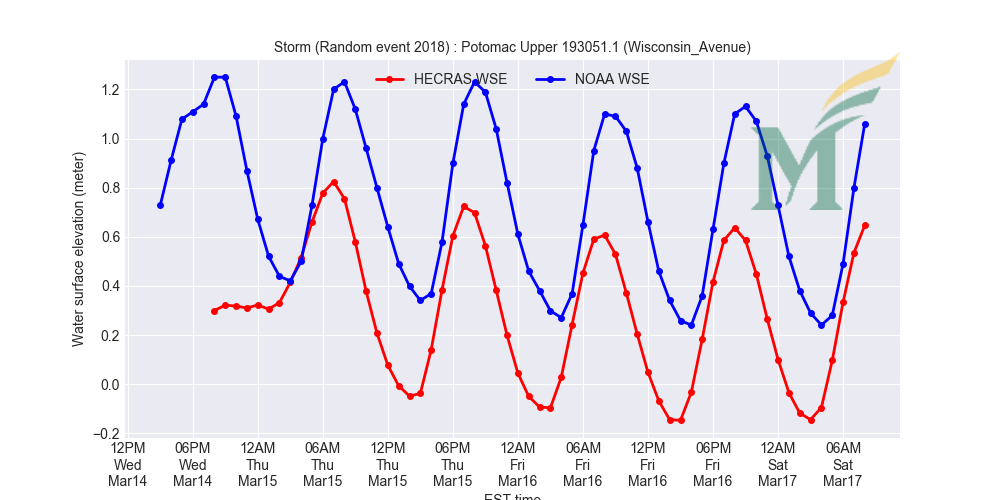 Storm (Random event 2018) : Potomac Upper 193051.1 (Wisconsin_Avenue)
HECRAS WSE NOAA WSE
Water surface elevation (meter)
1.2
1.0
0.8
0.6
0.4
0.2
0.0
−0.2
12PM 06PM 12AM 06AM 12PM 06PM 12AM 06AM 12PM 06PM 12AM 06AM
Wed Wed Thu Thu Thu Thu Fri Fri Fri Fri Sat Sat
Mar14 Mar14 Mar15 Mar15 Mar15 Mar15 Mar16 Mar16 Mar16 Mar16 Mar17 Mar17
EST time
M